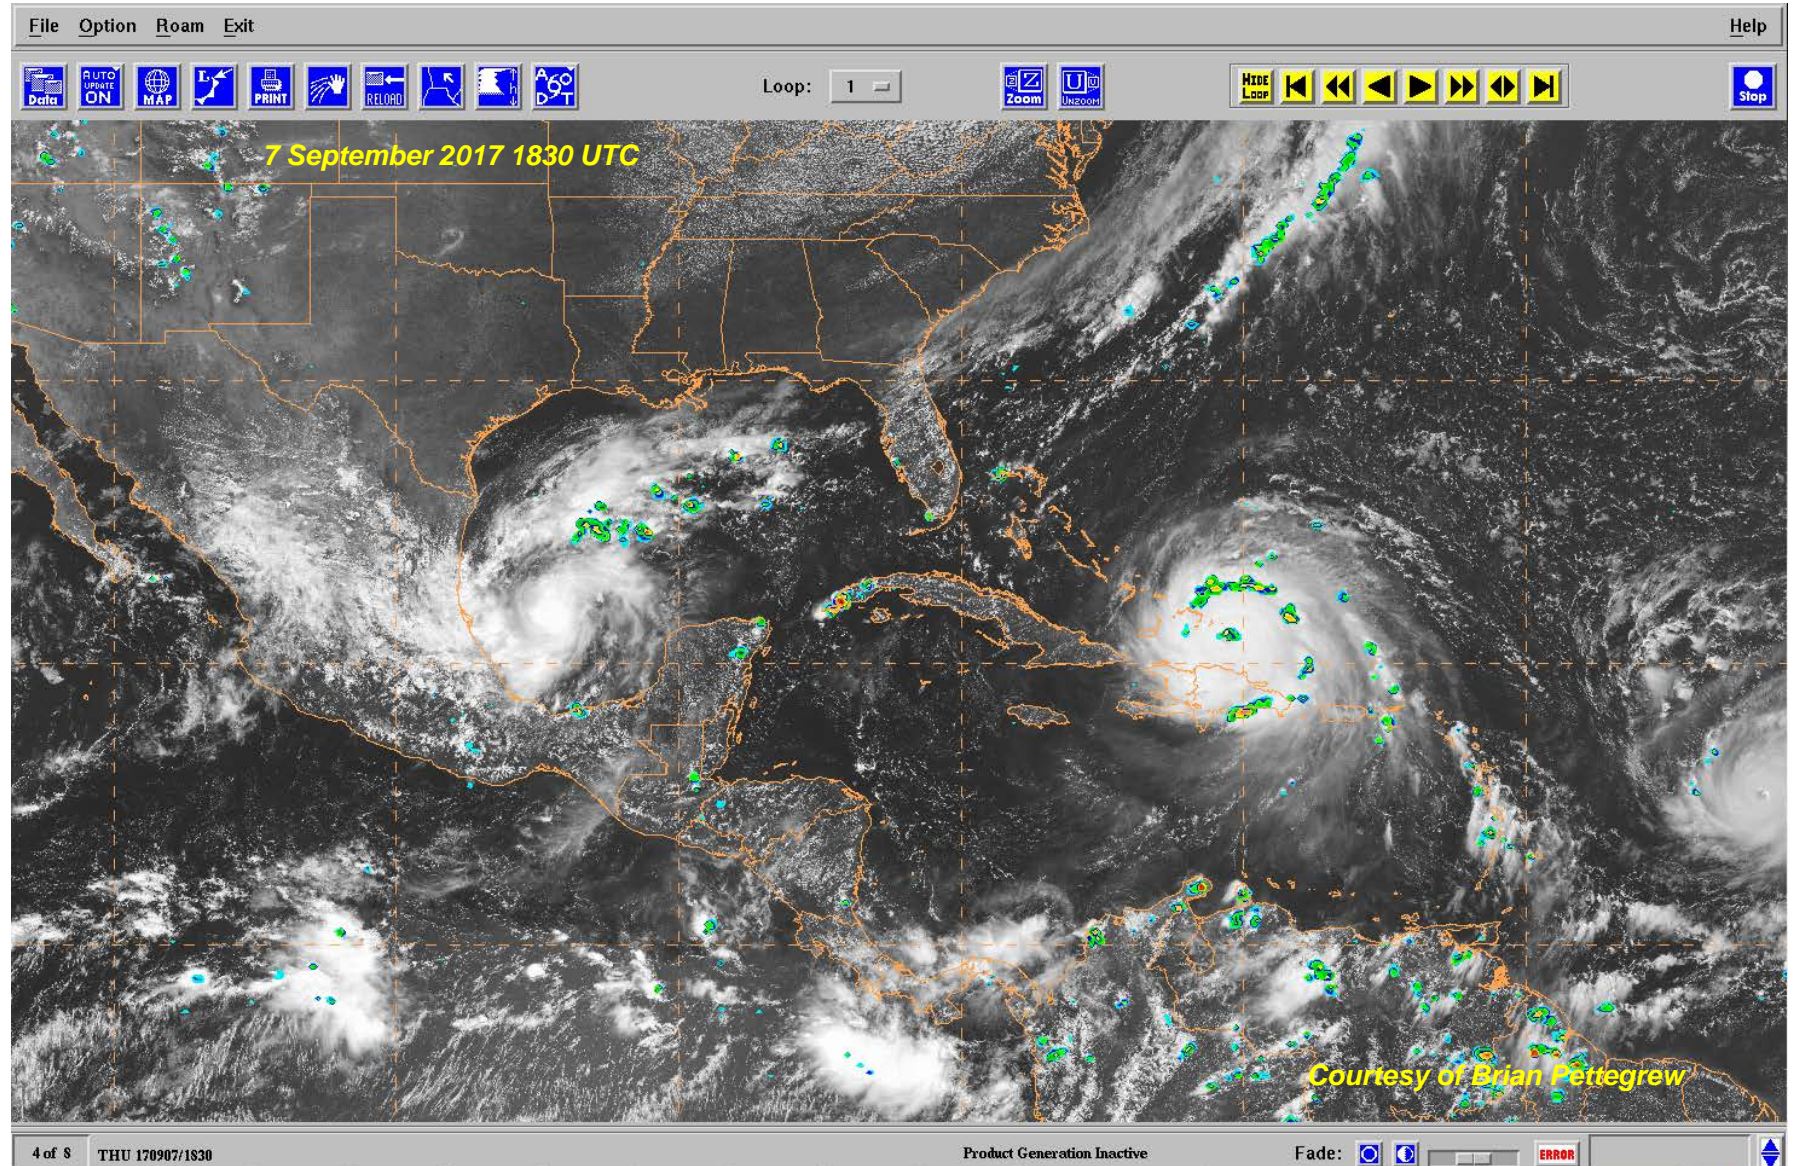 File Option Roam Exit Help
Data AUTO UPDATE ON MAP L PRINT RELOAD Loop: 1 Z Z Zoom U U UNZOOM HIDE LOOP Stop
7 September 2017 1830 UTC
Courtesy of Brian Pettegrew
4 of 8 THU 170907/1830 Product Generation Inactive Fade: ERROR